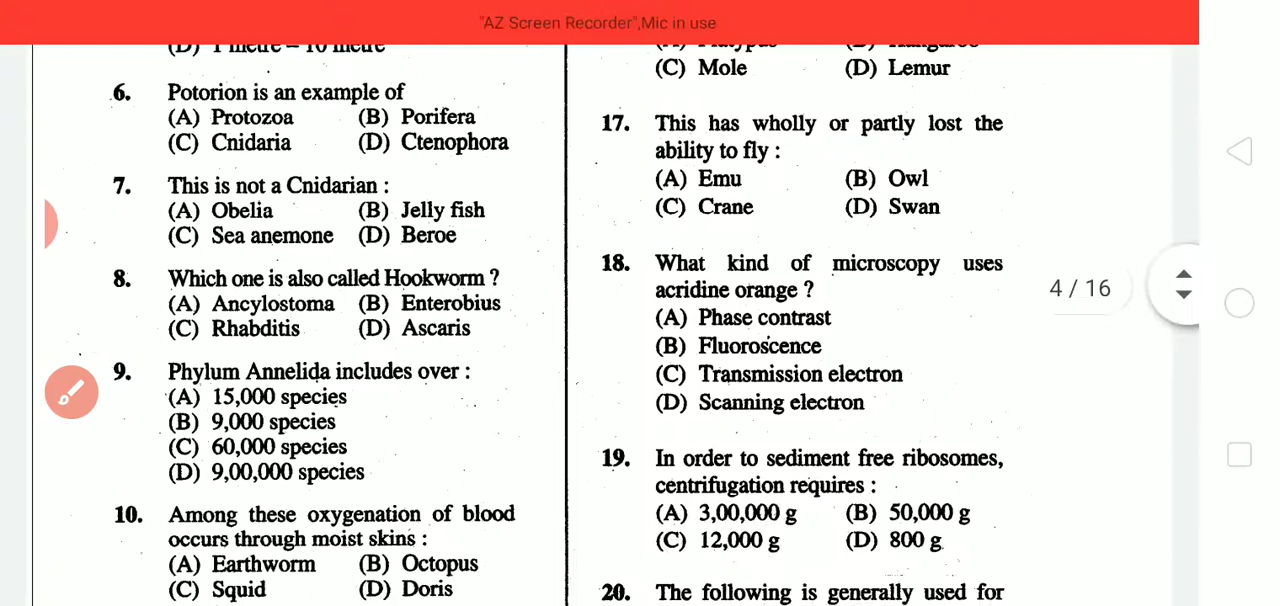 "AZ Screen Recorder",Mic in use
(D) 1 metre = 10 metre
6. Potorion is an example of
(A) Protozoa (B) Porifera
(C) Cnidaria (D) Ctenophora
7. This is not a Cnidarian :
(A) Obelia (B) Jelly fish
(C) Sea anemone (D) Beroe
8. Which one is also called Hookworm ?
(A) Ancylostoma (B) Enterobius
(C) Rhabditis (D) Ascaris
9. Phylum Annelida includes over :
(A) 15,000 species
(B) 9,000 species
(C) 60,000 species
(D) 9,00,000 species
10. Among these oxygenation of blood
occurs through moist skins :
(A) Earthworm (B) Octopus
(C) Squid (D) Doris
(C) Mole (D) Lemur
17. This has wholly or partly lost the
ability to fly :
(A) Emu (B) Owl
(C) Crane (D) Swan
18. What kind of microscopy uses
acridine orange ?
(A) Phase contrast
(B) Fluoroscence
(C) Transmission electron
(D) Scanning electron
19. In order to sediment free ribosomes,
centrifugation requires :
(A) 3,00,000 g (B) 50,000 g
(C) 12,000 g (D) 800 g
20. The following is generally used for
4 / 16